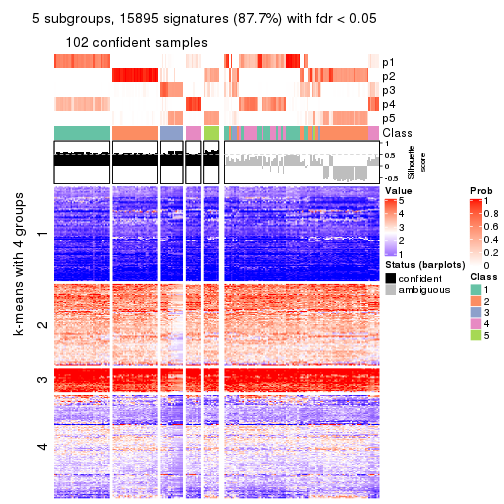 5 subgroups, 15895 signatures (87.7%) with fdr < 0.05
102 confident samples
p1
p2
p3
p4
p5
Class
1
0.5
0
-0.5
Silhouette
score
k-means with 4 groups
1
2
3
4
Value
5
4
3
2
1
Status (barplots)
confident
ambiguous
Prob
1
0.8
0.6
0.4
0.2
0
Class
1
2
3
4
5